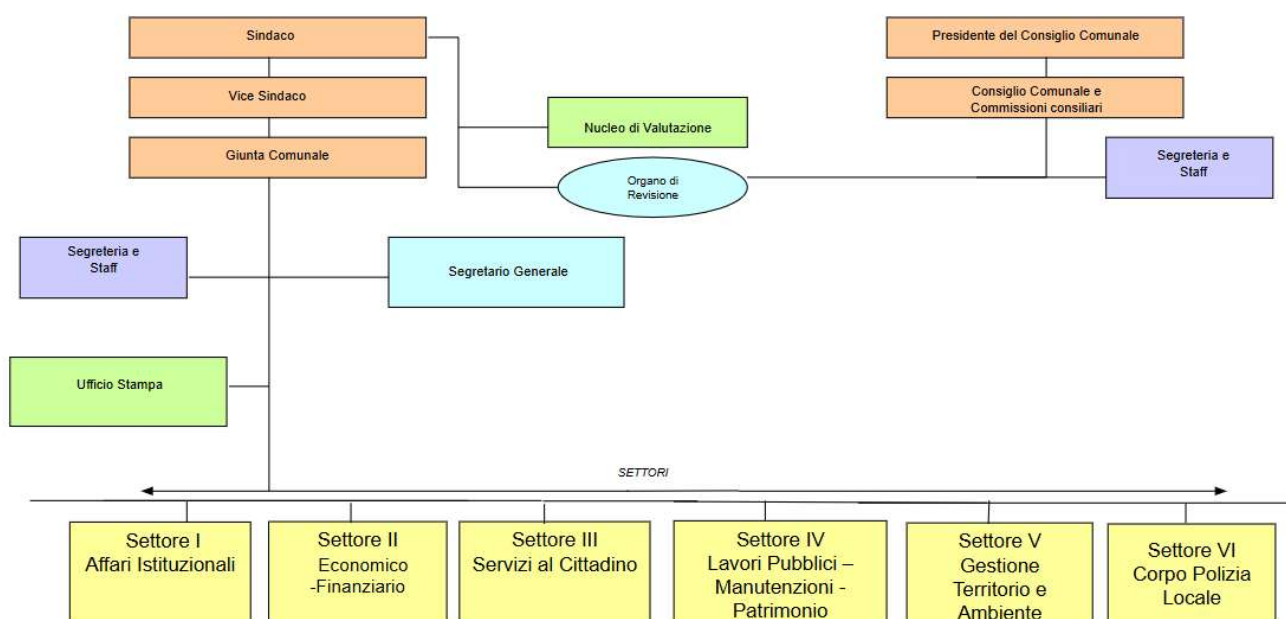 Sindaco
Presidente del Consiglio Comunale
Vice Sindaco
Consiglio Comunale e
Commissioni consiliari
Nucleo di Valutazione
Giunta Comunale
Organo di
Revisione
Segreteria e
Staff
Segreteria e
Staff
Segretario Generale
Ufficio Stampa
SETTORI
Settore I
Affari Istituzionali
Settore II
Economico
-Finanziario
Settore III
Servizi al Cittadino
Settore IV
Lavori Pubblici –
Manutenzioni -
Patrimonio
Settore V
Gestione
Territorio e
Ambiente
Settore VI
Corpo Polizia
Locale